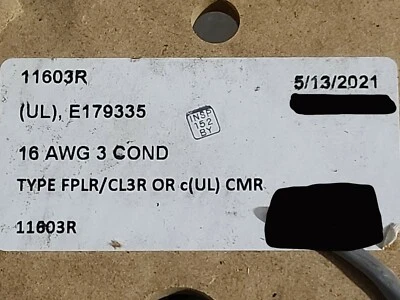 11603R 5/13/2021
(UL), E179335
INSP
152
BY
16 AWG 3 COND
TYPE FPLR/CL3R OR c(UL) CMR
11603R